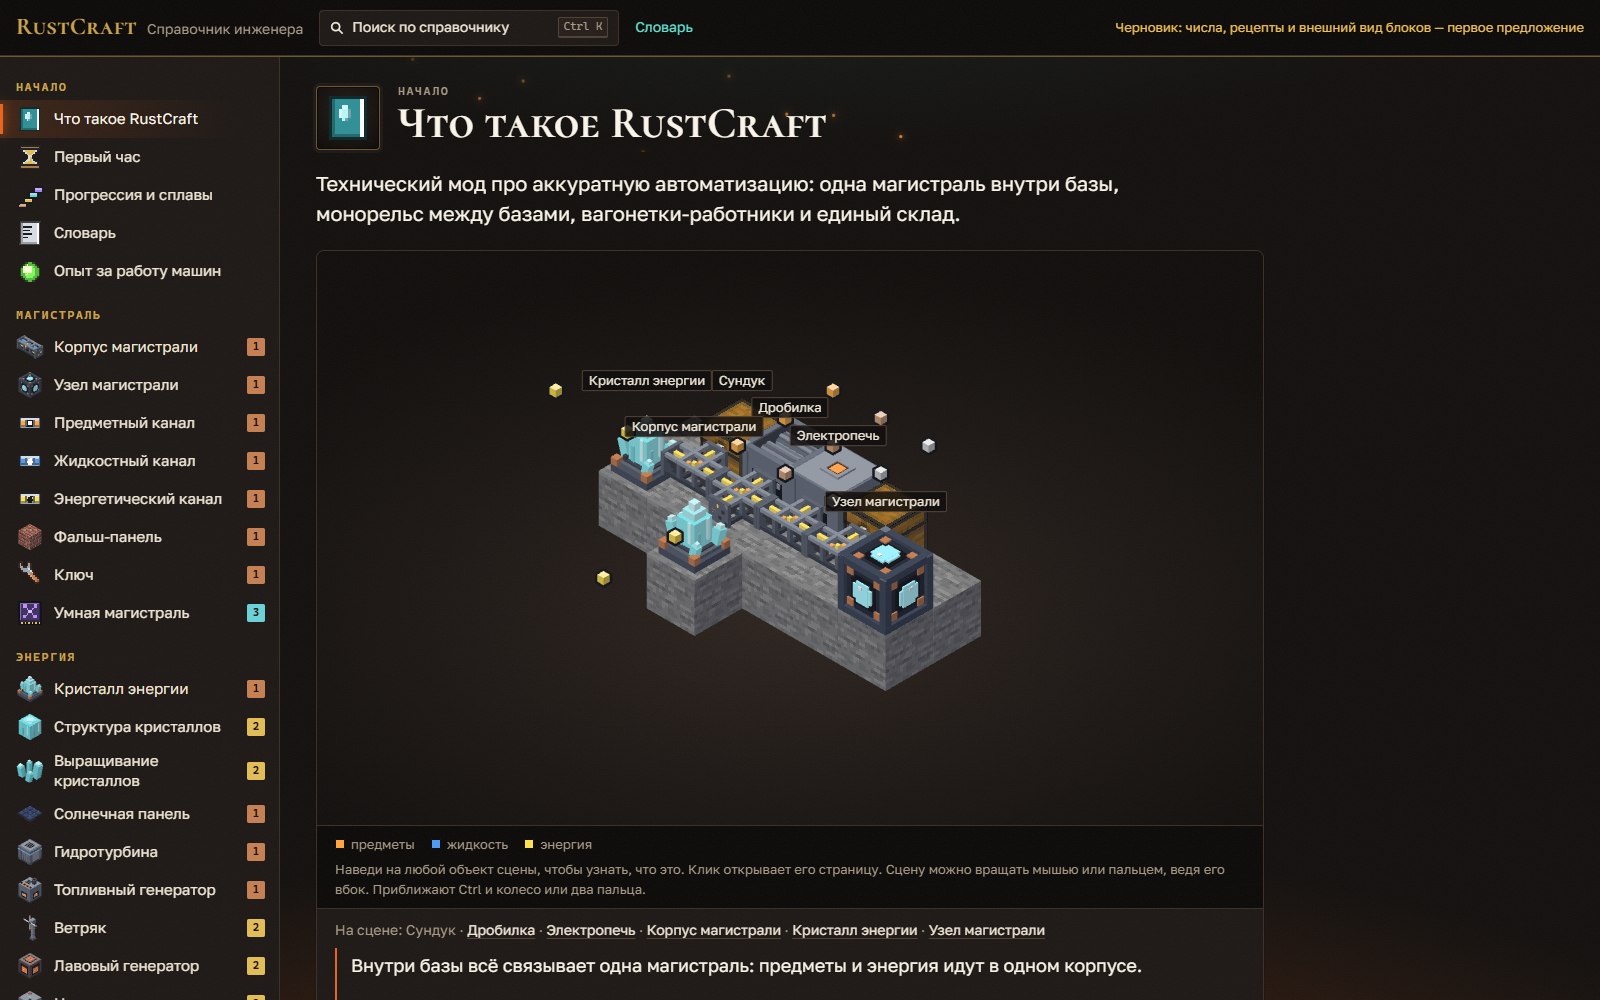 RustCraft Справочник инженера
Поиск по справочнику
Ctrl K
Словарь
Черновик: числа, рецепты и внешний вид блоков — первое предложение
НАЧАЛО
Что такое RustCraft
Первый час
Прогрессия и сплавы
Словарь
Опыт за работу машин
МАГИСТРАЛЬ
Корпус магистрали 1
Узел магистрали 1
Предметный канал 1
Жидкостный канал 1
Энергетический канал 1
Фальш-панель 1
Ключ 1
Умная магистраль 3
ЭНЕРГИЯ
Кристалл энергии 1
Структура кристаллов 2
Выращивание
кристаллов 2
Солнечная панель 1
Гидротурбина 1
Топливный генератор 1
Ветряк 2
Лавовый генератор 2
НАЧАЛО
Что такое RustCraft
Технический мод про аккуратную автоматизацию: одна магистраль внутри базы,
монорельс между базами, вагонетки-работники и единый склад.
Кристалл энергии
Сундук
Дробилка
Корпус магистрали
Электропечь
Узел магистрали
предметы жидкость энергия
Наведи на любой объект сцены, чтобы узнать, что это. Клик открывает его страницу. Сцену можно вращать мышью или пальцем, ведя его
вбок. Приближают Ctrl и колесо или два пальца.
На сцене: Сундук · Дробилка · Электропечь · Корпус магистрали · Кристалл энергии · Узел магистрали
Внутри базы всё связывает одна магистраль: предметы и энергия идут в одном корпусе.